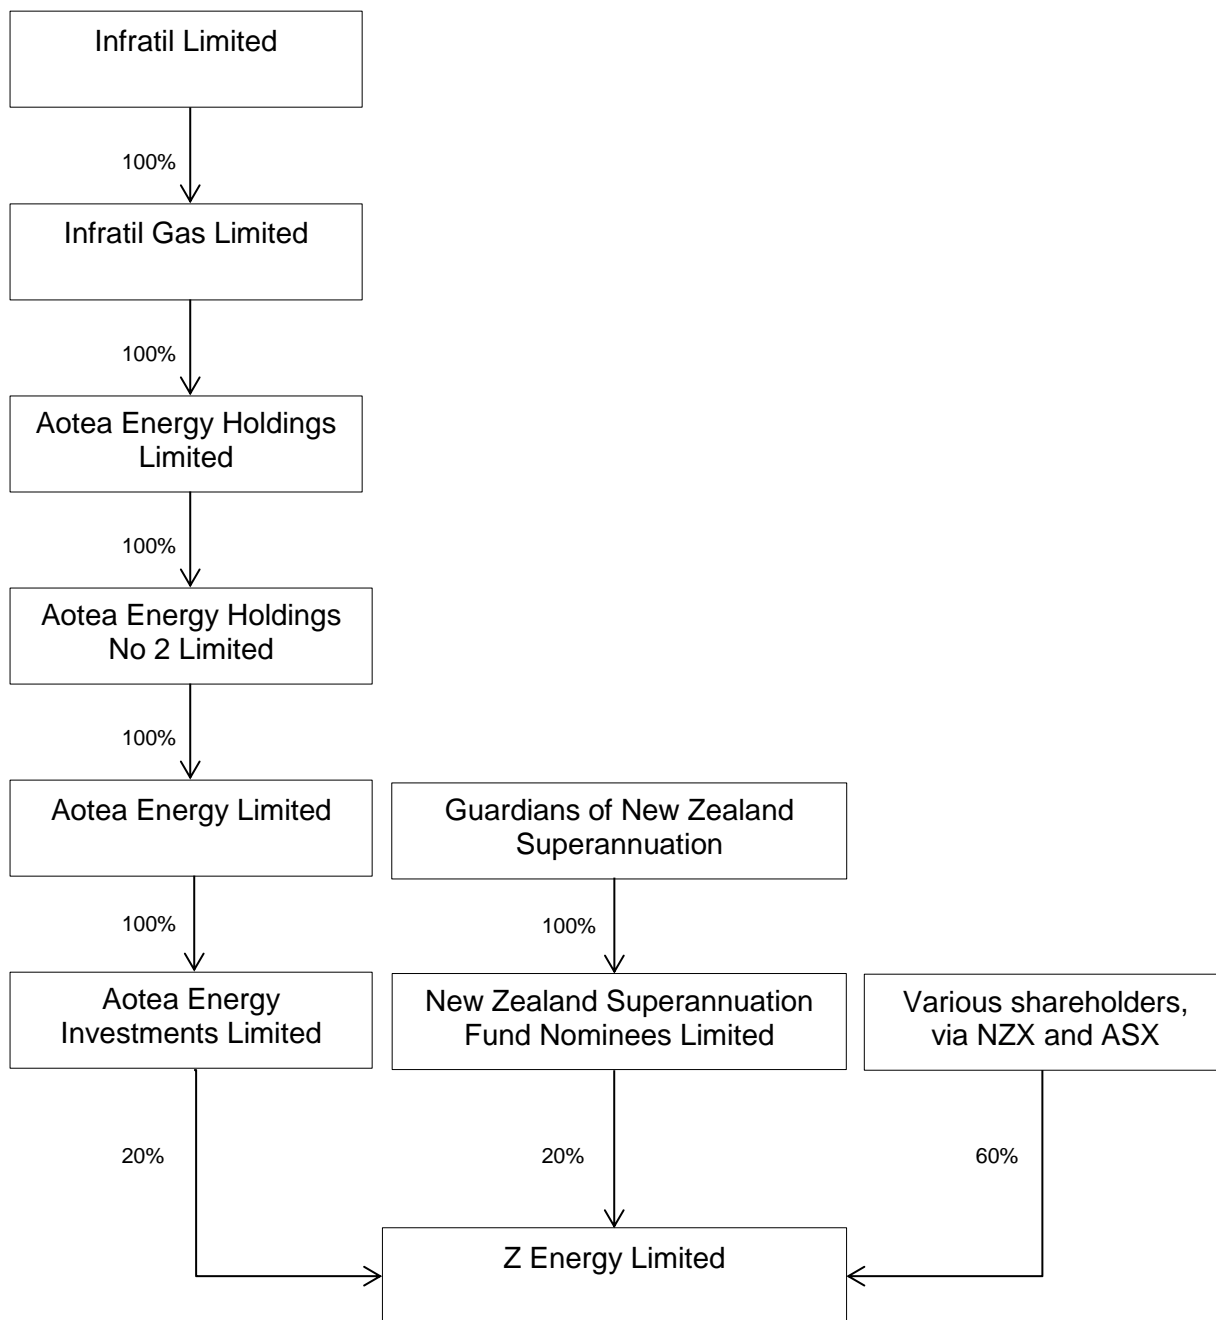 Infratil Limited
100%
Infratil Gas Limited
100%
Aotea Energy Holdings
Limited
100%
Aotea Energy Holdings
No 2 Limited
100%
Aotea Energy Limited
Guardians of New Zealand
Superannuation
100%
100%
Aotea Energy
Investments Limited
New Zealand Superannuation
Fund Nominees Limited
Various shareholders,
via NZX and ASX
20%
20%
60%
Z Energy Limited